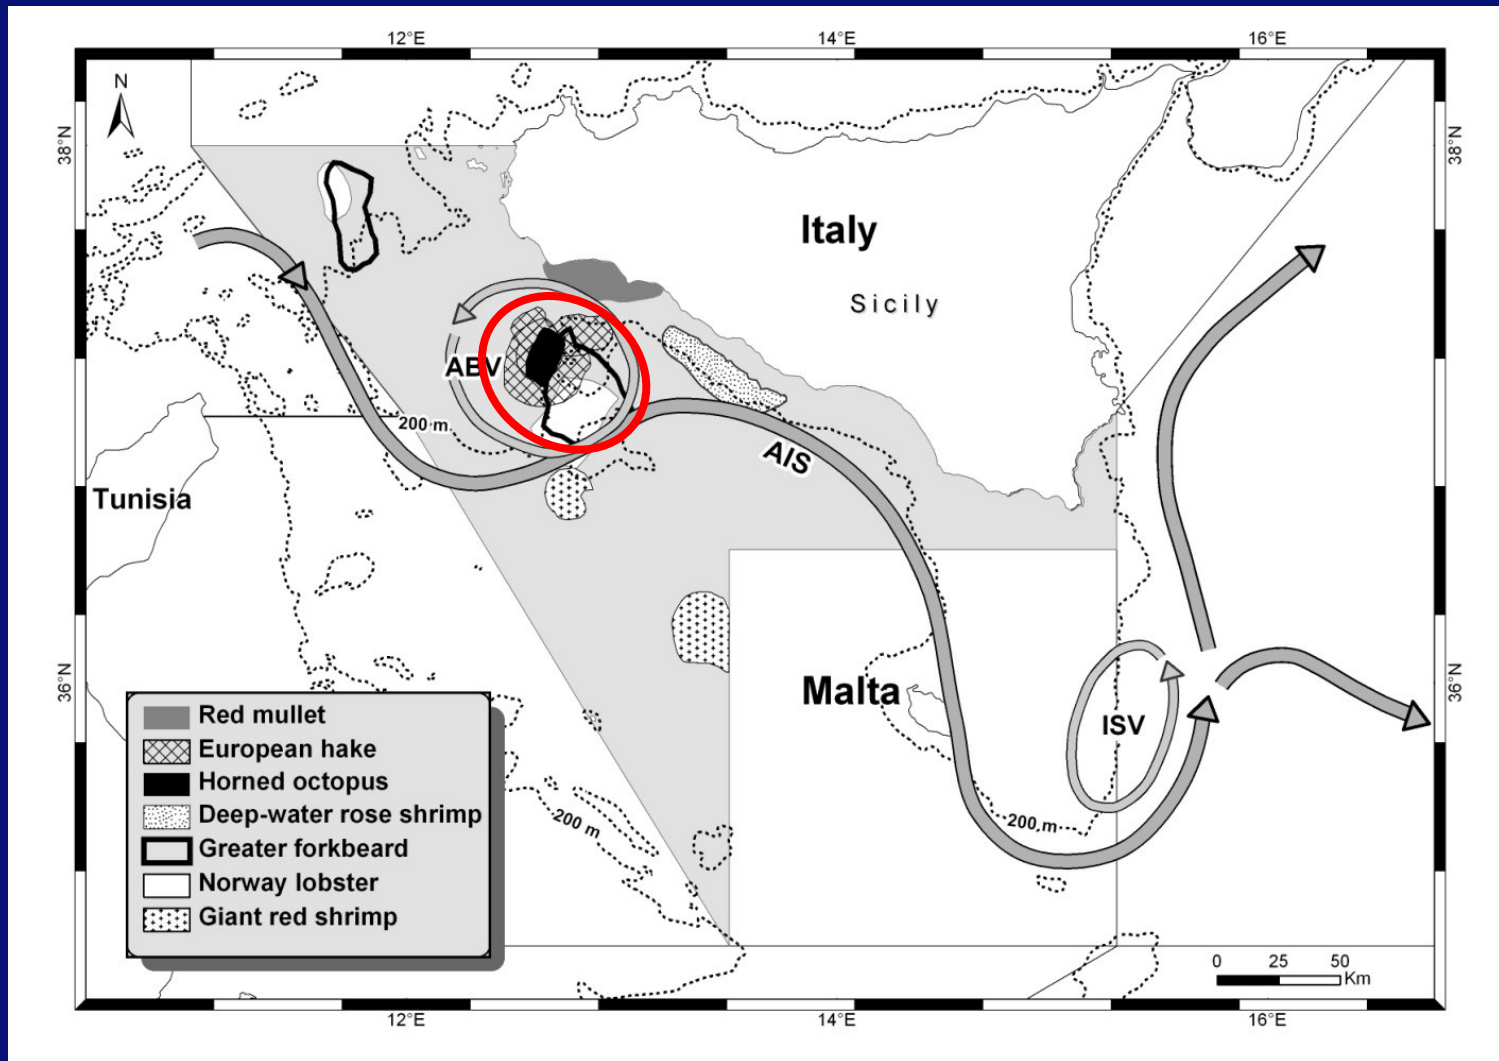 12°E
14°E
16°E
N
38°N
38°N
Italy
Sicily
ABV
200 m
AIS
Tunisia
36°N
36°N
Malta
ISV
200 m
200 m
Red mullet
European hake
Horned octopus
Deep-water rose shrimp
Greater forkbeard
Norway lobster
Giant red shrimp
0 25 50
Km
12°E
14°E
16°E